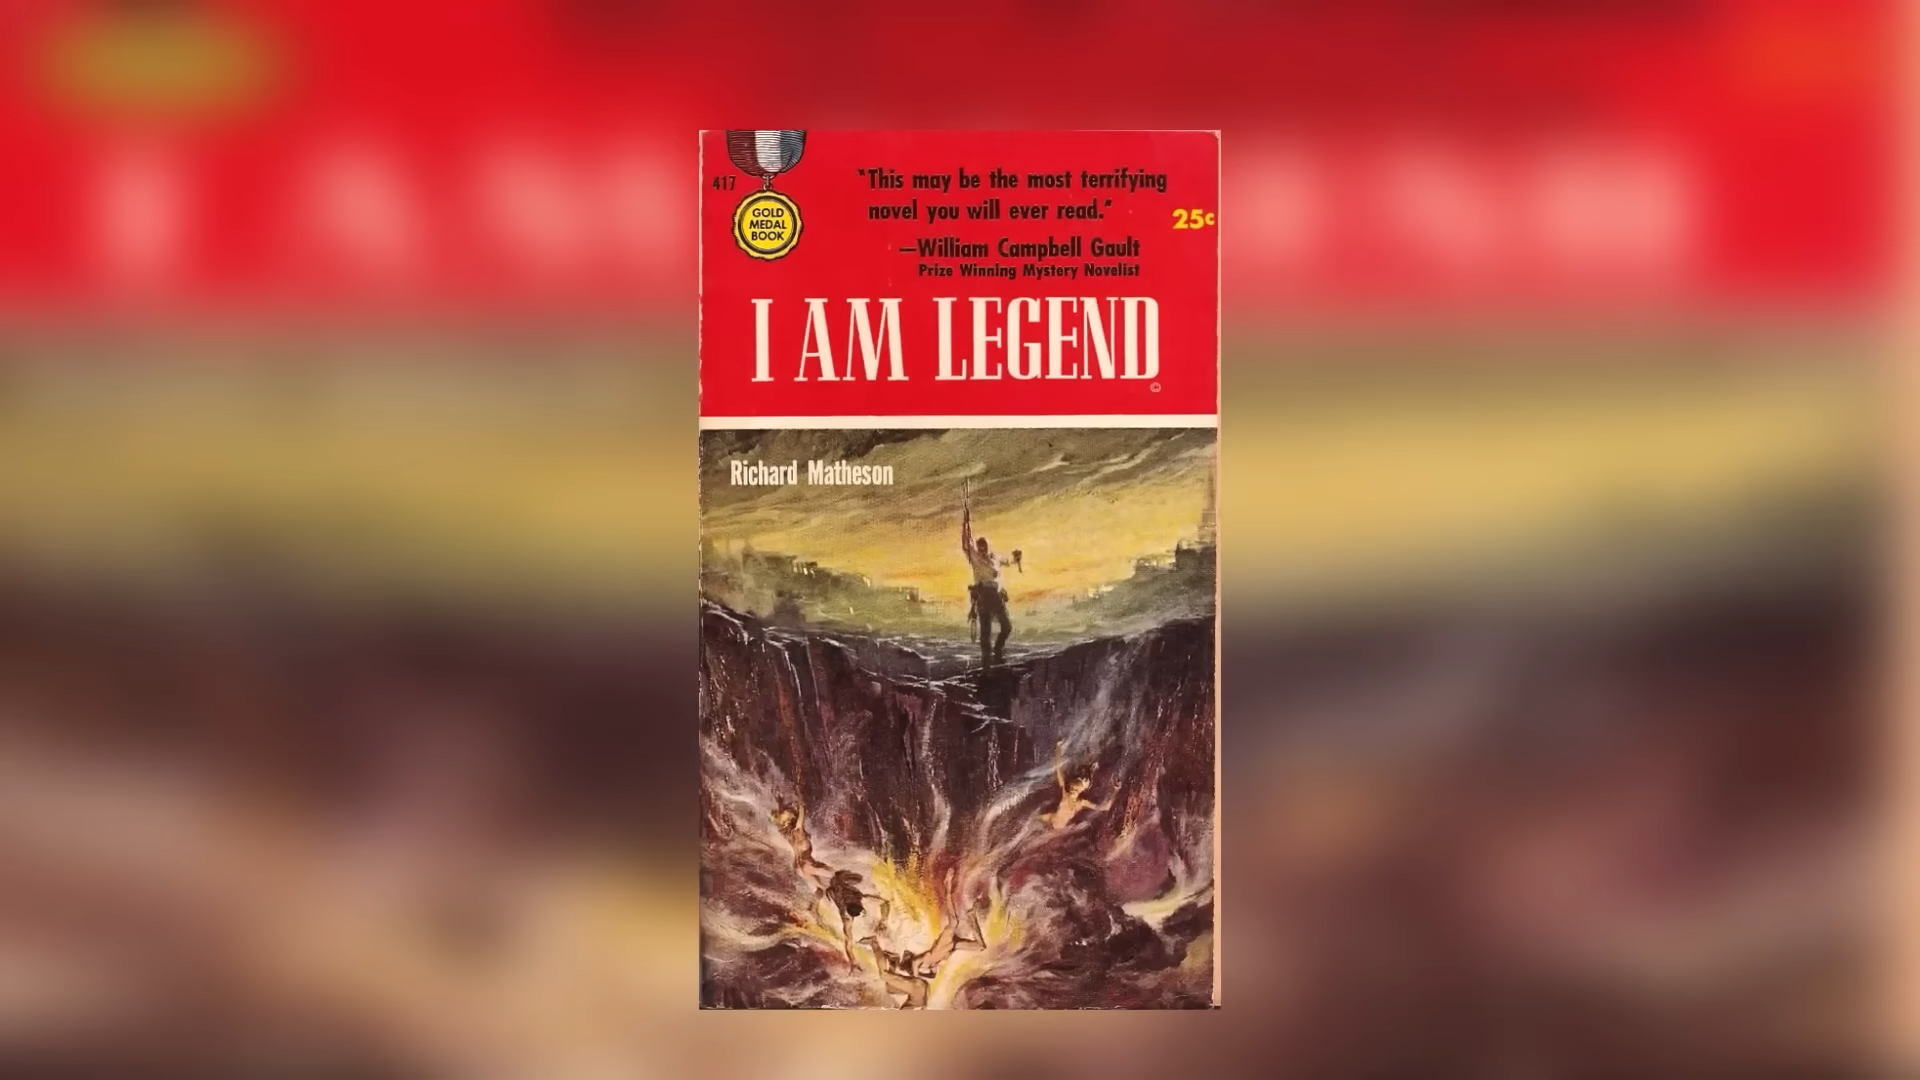 417
GOLD
MEDAL
BOOK
"This may be the most terrifying
novel you will ever read."
—William Campbell Gault
Prize Winning Mystery Novelist
25c
I AM LEGEND
©
Richard Matheson